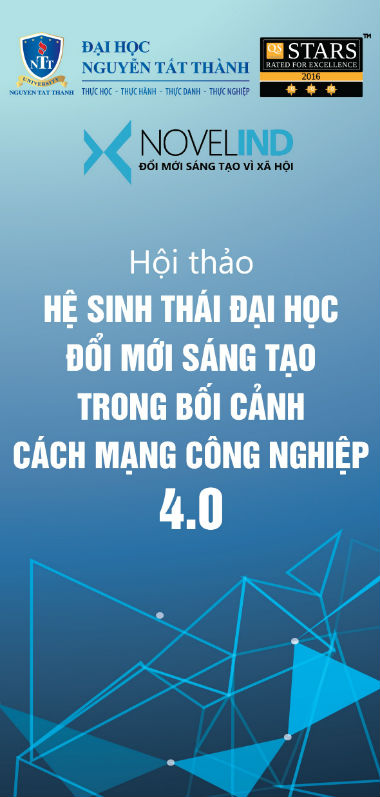 NTT
UNIVERSITY
NGUYEN TAT THANH
ĐẠI HỌC
NGUYỄN TẤT THÀNH
THỰC HỌC - THỰC HÀNH - THỰC DANH - THỰC NGHIỆP
QS STARS
TM
RATED FOR EXCELLENCE
2016
NOVELIND
ĐỔI MỚI SÁNG TẠO VÌ XÃ HỘI
Hội thảo
HỆ SINH THÁI ĐẠI HỌC
ĐỔI MỚI SÁNG TẠO
TRONG BỐI CẢNH
CÁCH MẠNG CÔNG NGHIỆP
4.0